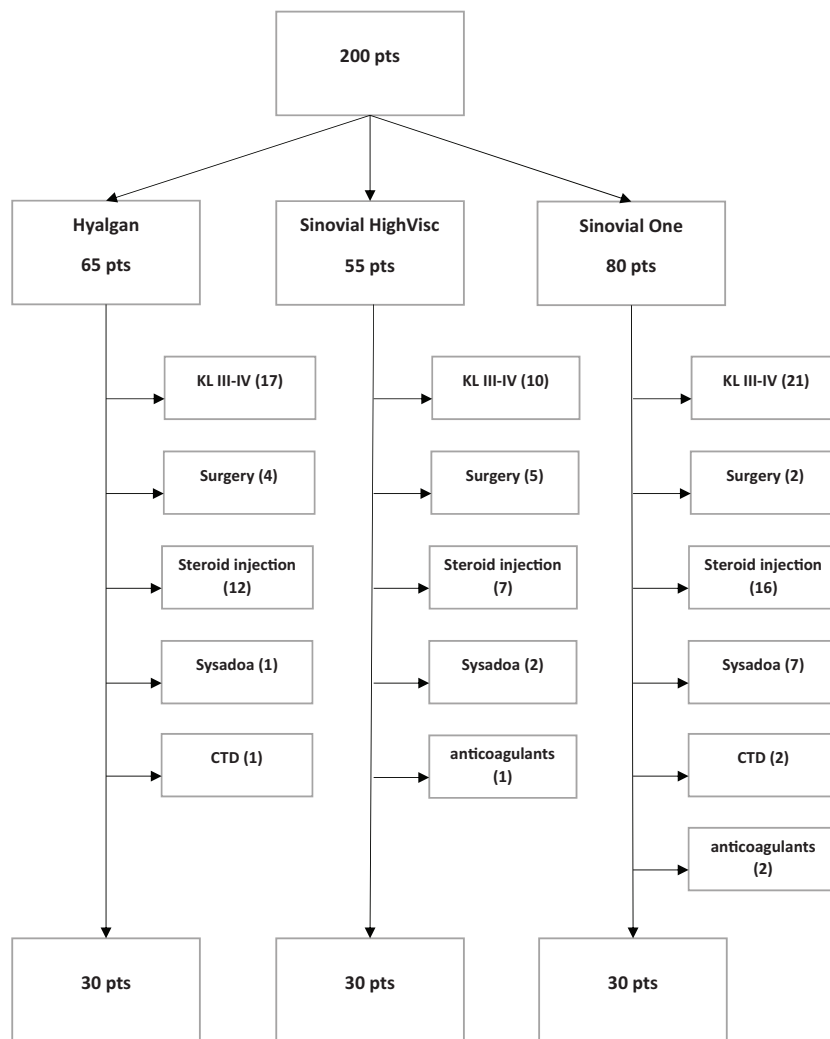 200 pts
Hyalgan
65 pts
Sinovial HighVisc
55 pts
Sinovial One
80 pts
KL III-IV (17)
KL III-IV (10)
KL III-IV (21)
Surgery (4)
Surgery (5)
Surgery (2)
Steroid injection
(12)
Steroid injection
(7)
Steroid injection
(16)
Sysadoa (1)
Sysadoa (2)
Sysadoa (7)
CTD (1)
anticoagulants
(1)
CTD (2)
anticoagulants
(2)
30 pts
30 pts
30 pts